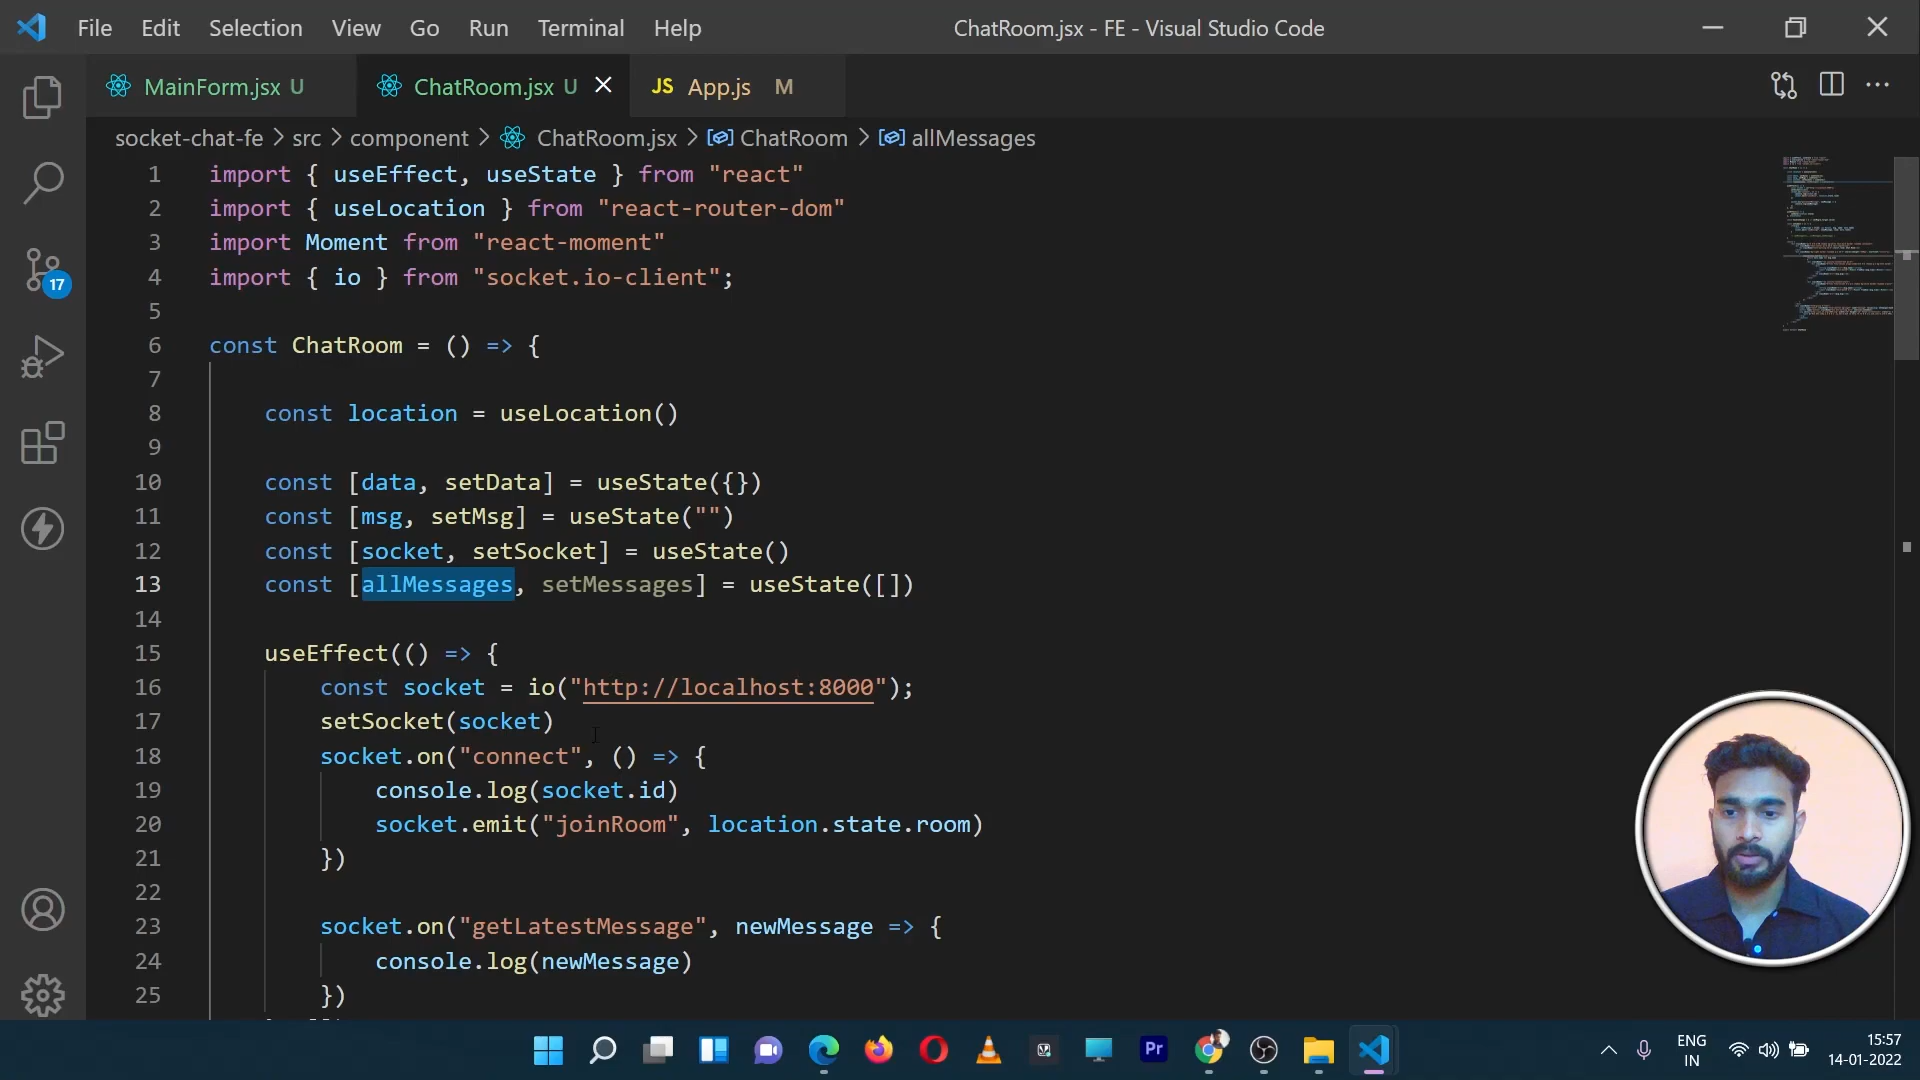 File Edit Selection View Go Run Terminal Help ChatRoom.jsx - FE - Visual Studio Code
MainForm.jsx U ChatRoom.jsx U JS App.js M
socket-chat-fe > src > component > ChatRoom.jsx > ChatRoom > allMessages
1 import { useEffect, useState } from "react"
2 import { useLocation } from "react-router-dom"
3 import Moment from "react-moment"
4 import { io } from "socket.io-client";
5
6 const ChatRoom = () => {
7
8 const location = useLocation()
9
10 const [data, setData] = useState({})
11 const [msg, setMsg] = useState("")
12 const [socket, setSocket] = useState()
13 const [allMessages, setMessages] = useState([])
14
15 useEffect(() => {
16 const socket = io("http://localhost:8000");
17 setSocket(socket)
18 socket.on("connect", () => {
19 console.log(socket.id)
20 socket.emit("joinRoom", location.state.room)
21 })
22
23 socket.on("getLatestMessage", newMessage => {
24 console.log(newMessage)
25 })
17
Pr
ENG
IN
15:57
14-01-2022